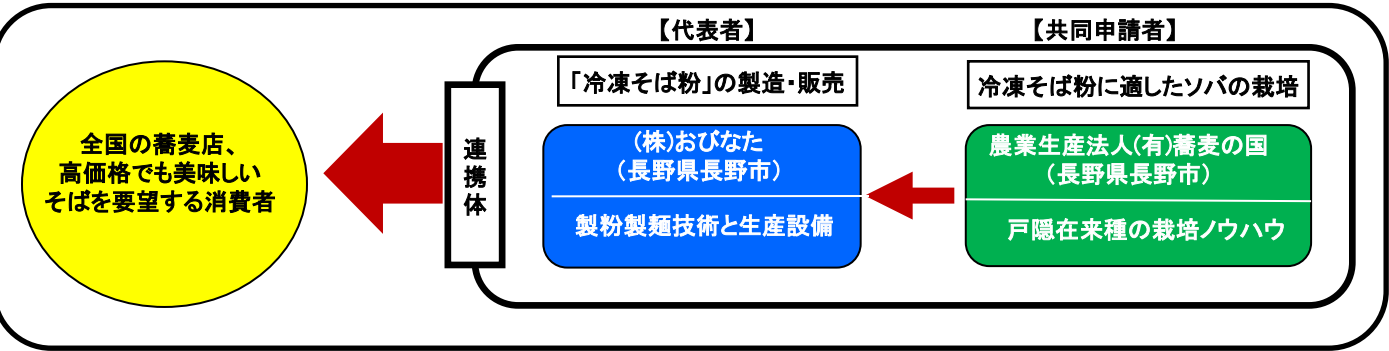 【代表者】
【共同申請者】
「冷凍そば粉」の製造・販売
冷凍そば粉に適したソバの栽培
全国の蕎麦店、
高価格でも美味しい
そばを要望する消費者
連
携
体
(株)おびなた
(長野県長野市)
製粉製麺技術と生産設備
農業生産法人(有)蕎麦の国
(長野県長野市)
戸隠在来種の栽培ノウハウ